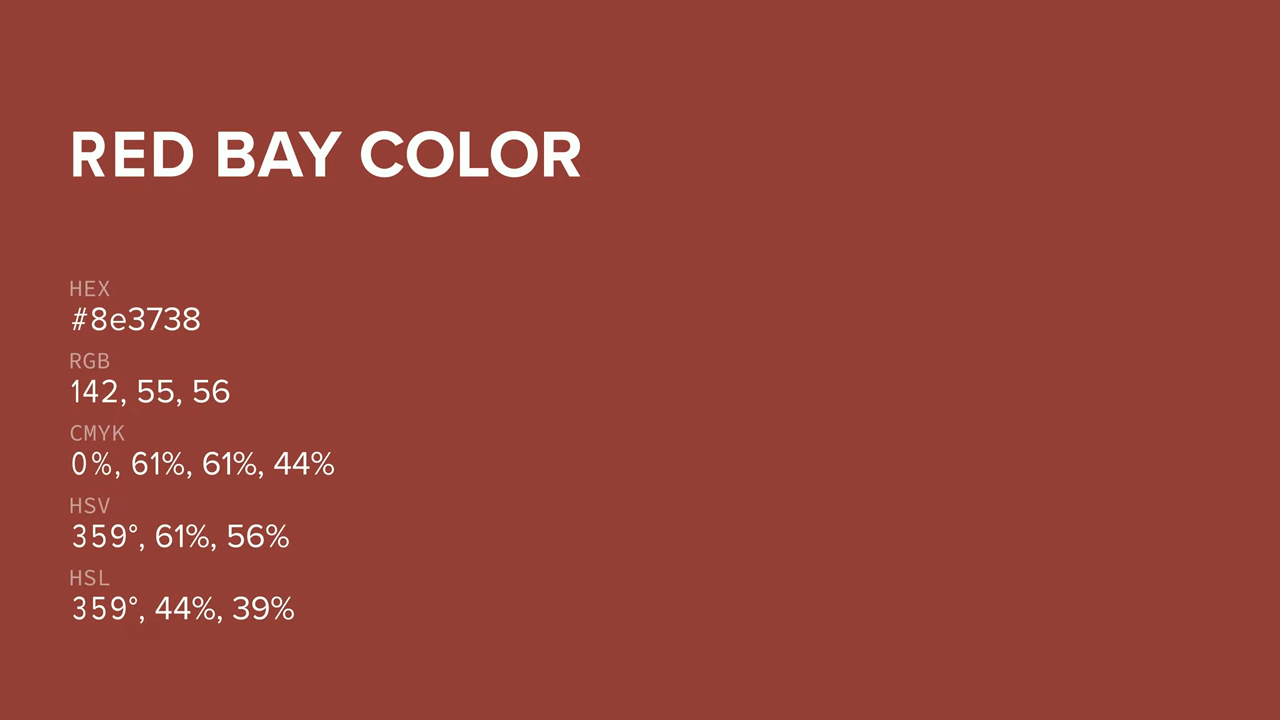 RED BAY COLOR
HEX
#8e3738
RGB
142, 55, 56
CMYK
0%, 61%, 61%, 44%
HSV
359°, 61%, 56%
HSL
359°, 44%, 39%